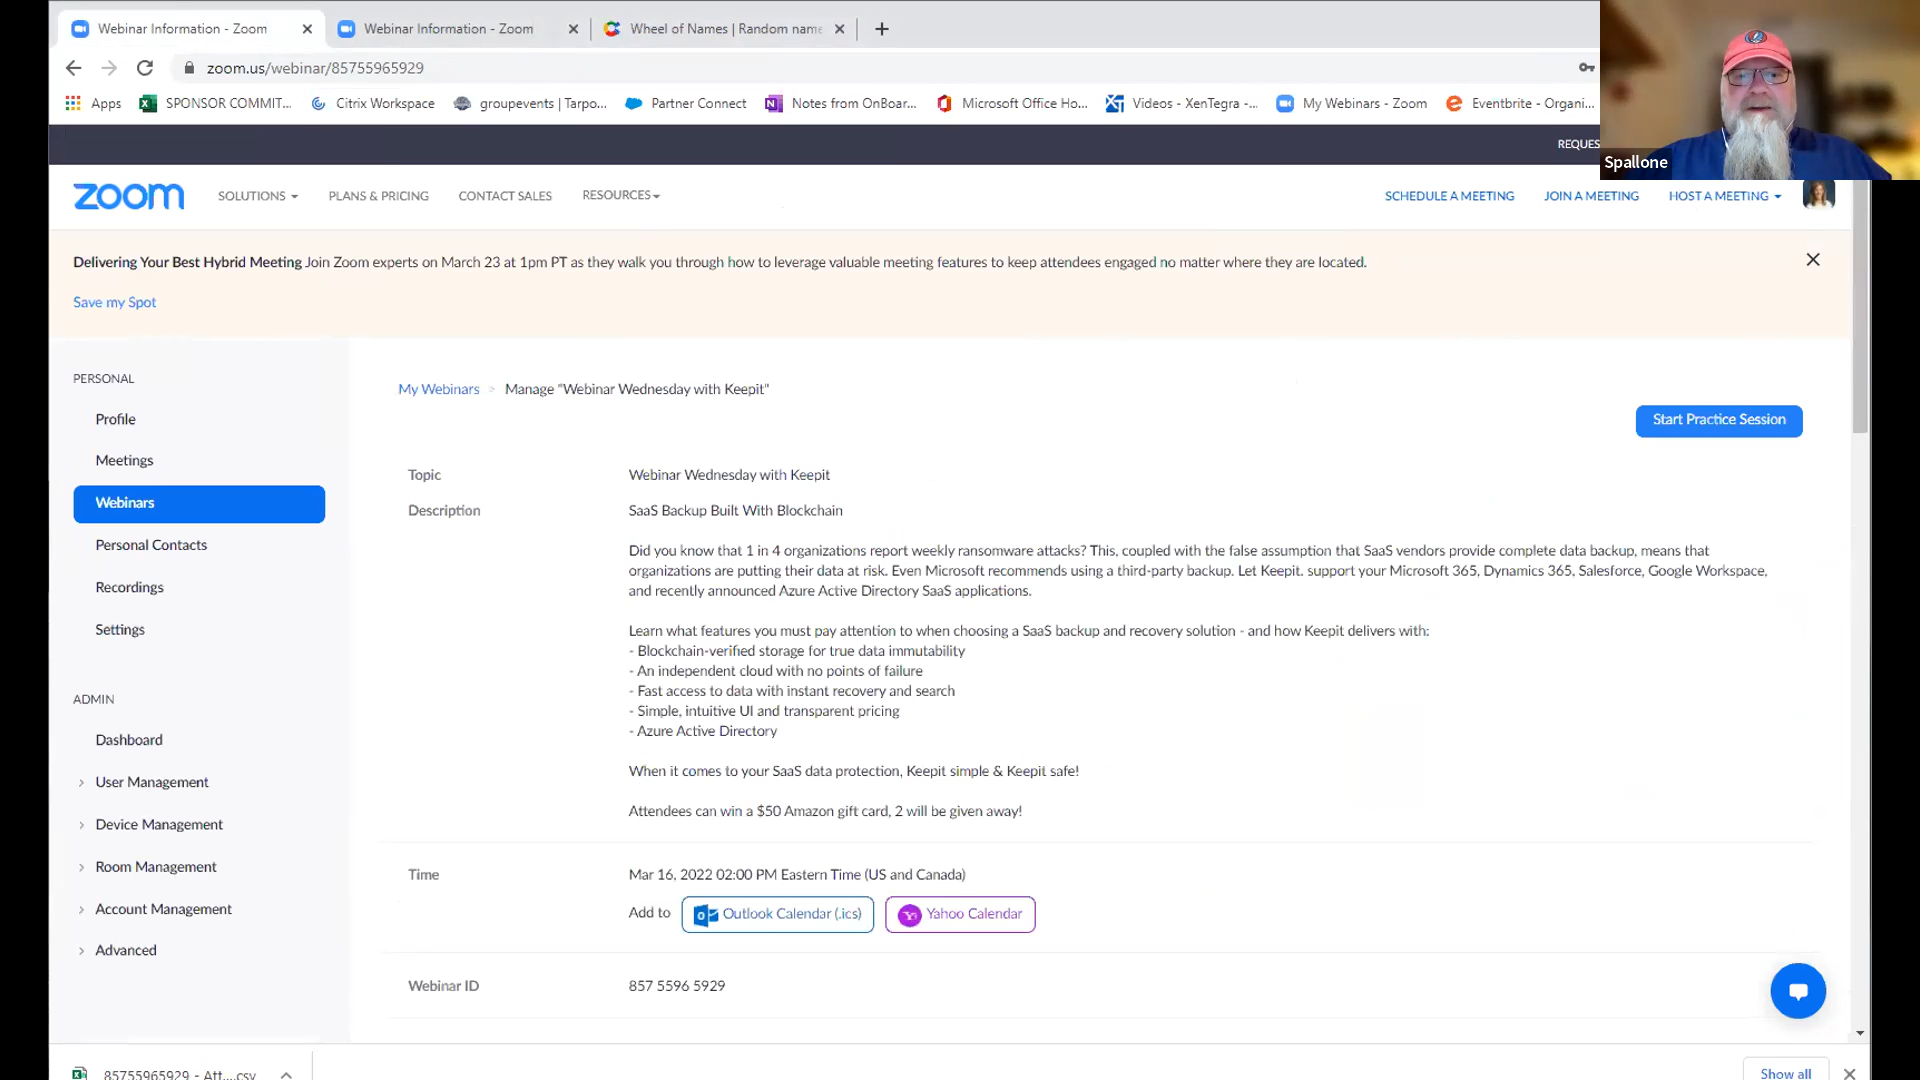 Webinar Information - Zoom
Webinar Information - Zoom
Wheel of Names | Random name
zoom.us/webinar/85755965929
Apps
SPONSOR COMMIT...
Citrix Workspace
groupevents | Tarpo...
Partner Connect
Notes from OnBoar...
Microsoft Office Ho...
Videos - XenTegra -...
My Webinars - Zoom
Eventbrite - Organi...
Spallone
REQUES
zoom
SOLUTIONS
PLANS & PRICING
CONTACT SALES
RESOURCES
SCHEDULE A MEETING
JOIN A MEETING
HOST A MEETING
Delivering Your Best Hybrid Meeting Join Zoom experts on March 23 at 1pm PT as they walk you through how to leverage valuable meeting features to keep attendees engaged no matter where they are located.
Save my Spot
PERSONAL
Profile
Meetings
Webinars
Personal Contacts
Recordings
Settings
ADMIN
Dashboard
> User Management
> Device Management
> Room Management
> Account Management
> Advanced
My Webinars > Manage "Webinar Wednesday with Keepit"
Start Practice Session
Topic
Webinar Wednesday with Keepit
Description
SaaS Backup Built With Blockchain
Did you know that 1 in 4 organizations report weekly ransomware attacks? This, coupled with the false assumption that SaaS vendors provide complete data backup, means that
organizations are putting their data at risk. Even Microsoft recommends using a third-party backup. Let Keepit. support your Microsoft 365, Dynamics 365, Salesforce, Google Workspace,
and recently announced Azure Active Directory SaaS applications.
Learn what features you must pay attention to when choosing a SaaS backup and recovery solution - and how Keepit delivers with:
- Blockchain-verified storage for true data immutability
- An independent cloud with no points of failure
- Fast access to data with instant recovery and search
- Simple, intuitive UI and transparent pricing
- Azure Active Directory
When it comes to your SaaS data protection, Keepit simple & Keepit safe!
Attendees can win a $50 Amazon gift card, 2 will be given away!
Time
Mar 16, 2022 02:00 PM Eastern Time (US and Canada)
Add to
Outlook Calendar (.ics)
Yahoo Calendar
Webinar ID
857 5596 5929
85755965929 - Att....csv
Show all